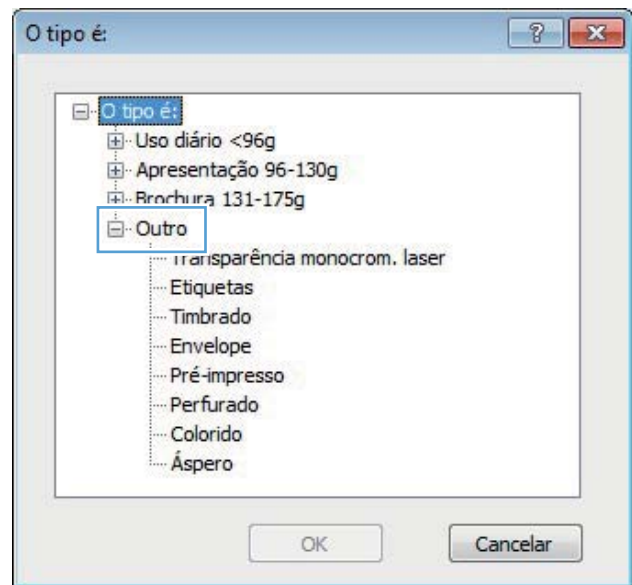 O tipo é:
O tipo é:
Uso diário <96g
Apresentação 96-130g
Brochura 131-175g
Outro
Transparência monocrom. laser
Etiquetas
Timbrado
Envelope
Pré-impresso
Perfurado
Colorido
Áspero
OK Cancelar